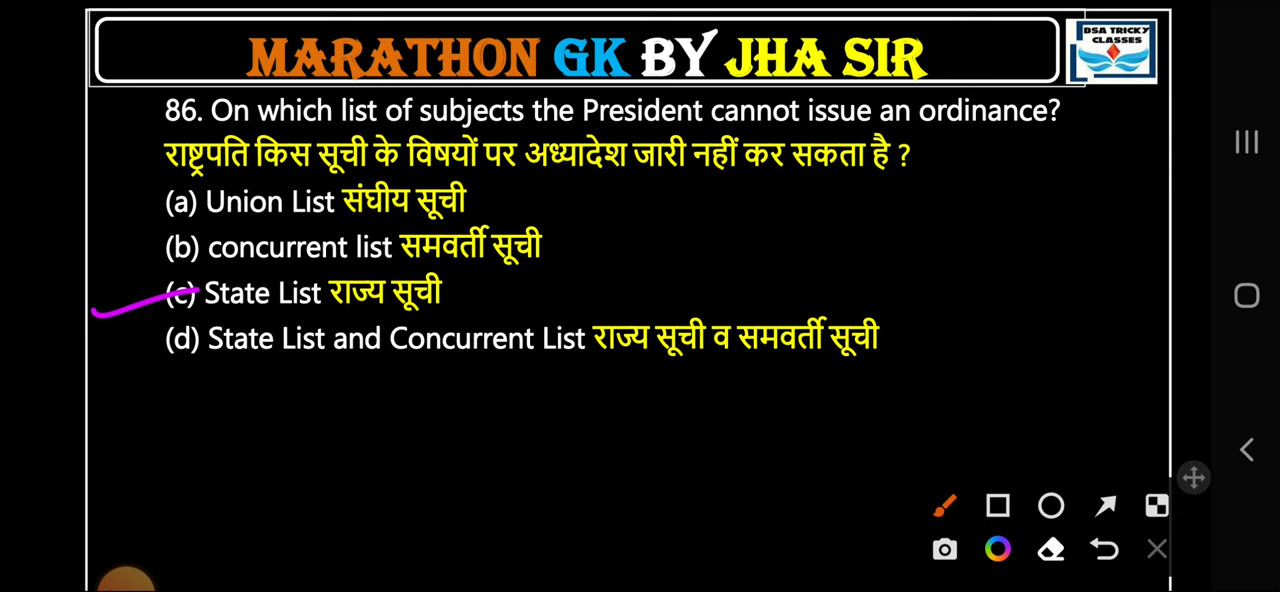 MARATHON GK BY JHA SIR
DSA TRICKY
CLASSES
86. On which list of subjects the President cannot issue an ordinance?
राष्ट्रपति किस सूची के विषयों पर अध्यादेश जारी नहीं कर सकता है ?
(a) Union List संघीय सूची
(b) concurrent list समवर्ती सूची
(c) State List राज्य सूची
(d) State List and Concurrent List राज्य सूची व समवर्ती सूची